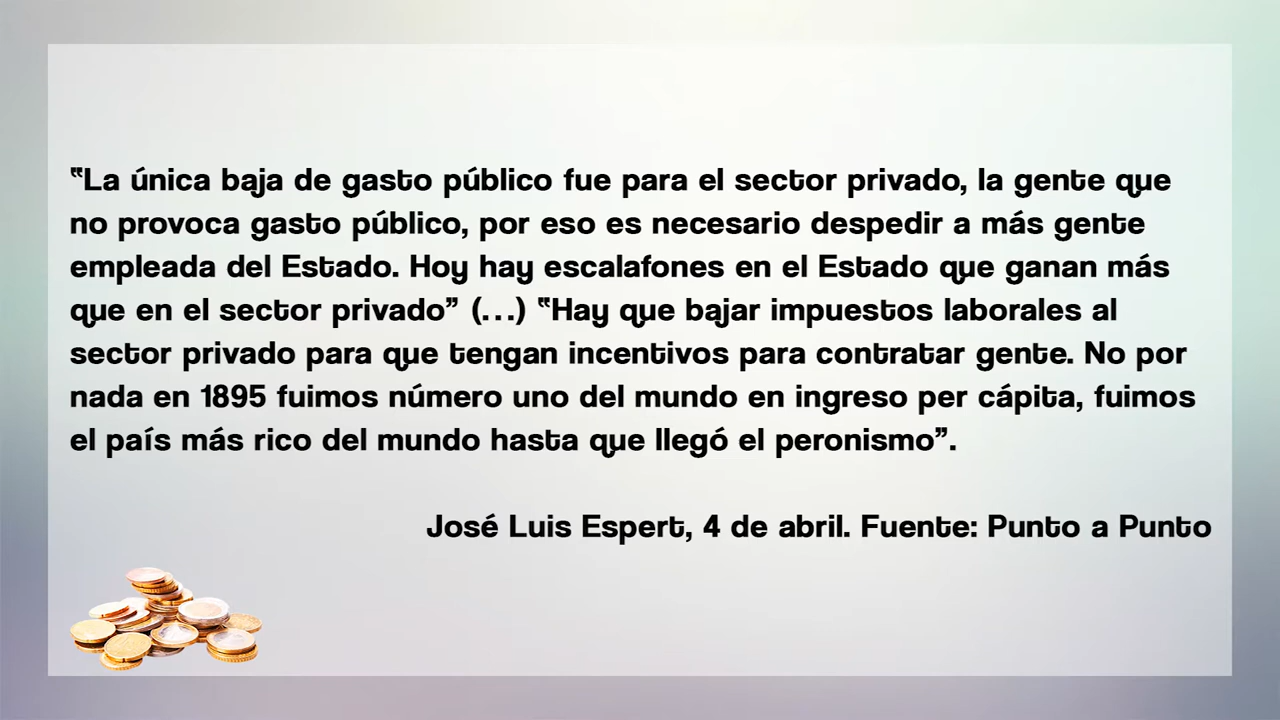 “La única baja de gasto público fue para el sector privado, la gente que
no provoca gasto público, por eso es necesario despedir a más gente
empleada del Estado. Hoy hay escalafones en el Estado que ganan más
que en el sector privado” (...) “Hay que bajar impuestos laborales al
sector privado para que tengan incentivos para contratar gente. No por
nada en 1895 fuimos número uno del mundo en ingreso per cápita, fuimos
el país más rico del mundo hasta que llegó el peronismo”.
José Luis Espert, 4 de abril. Fuente: Punto a Punto